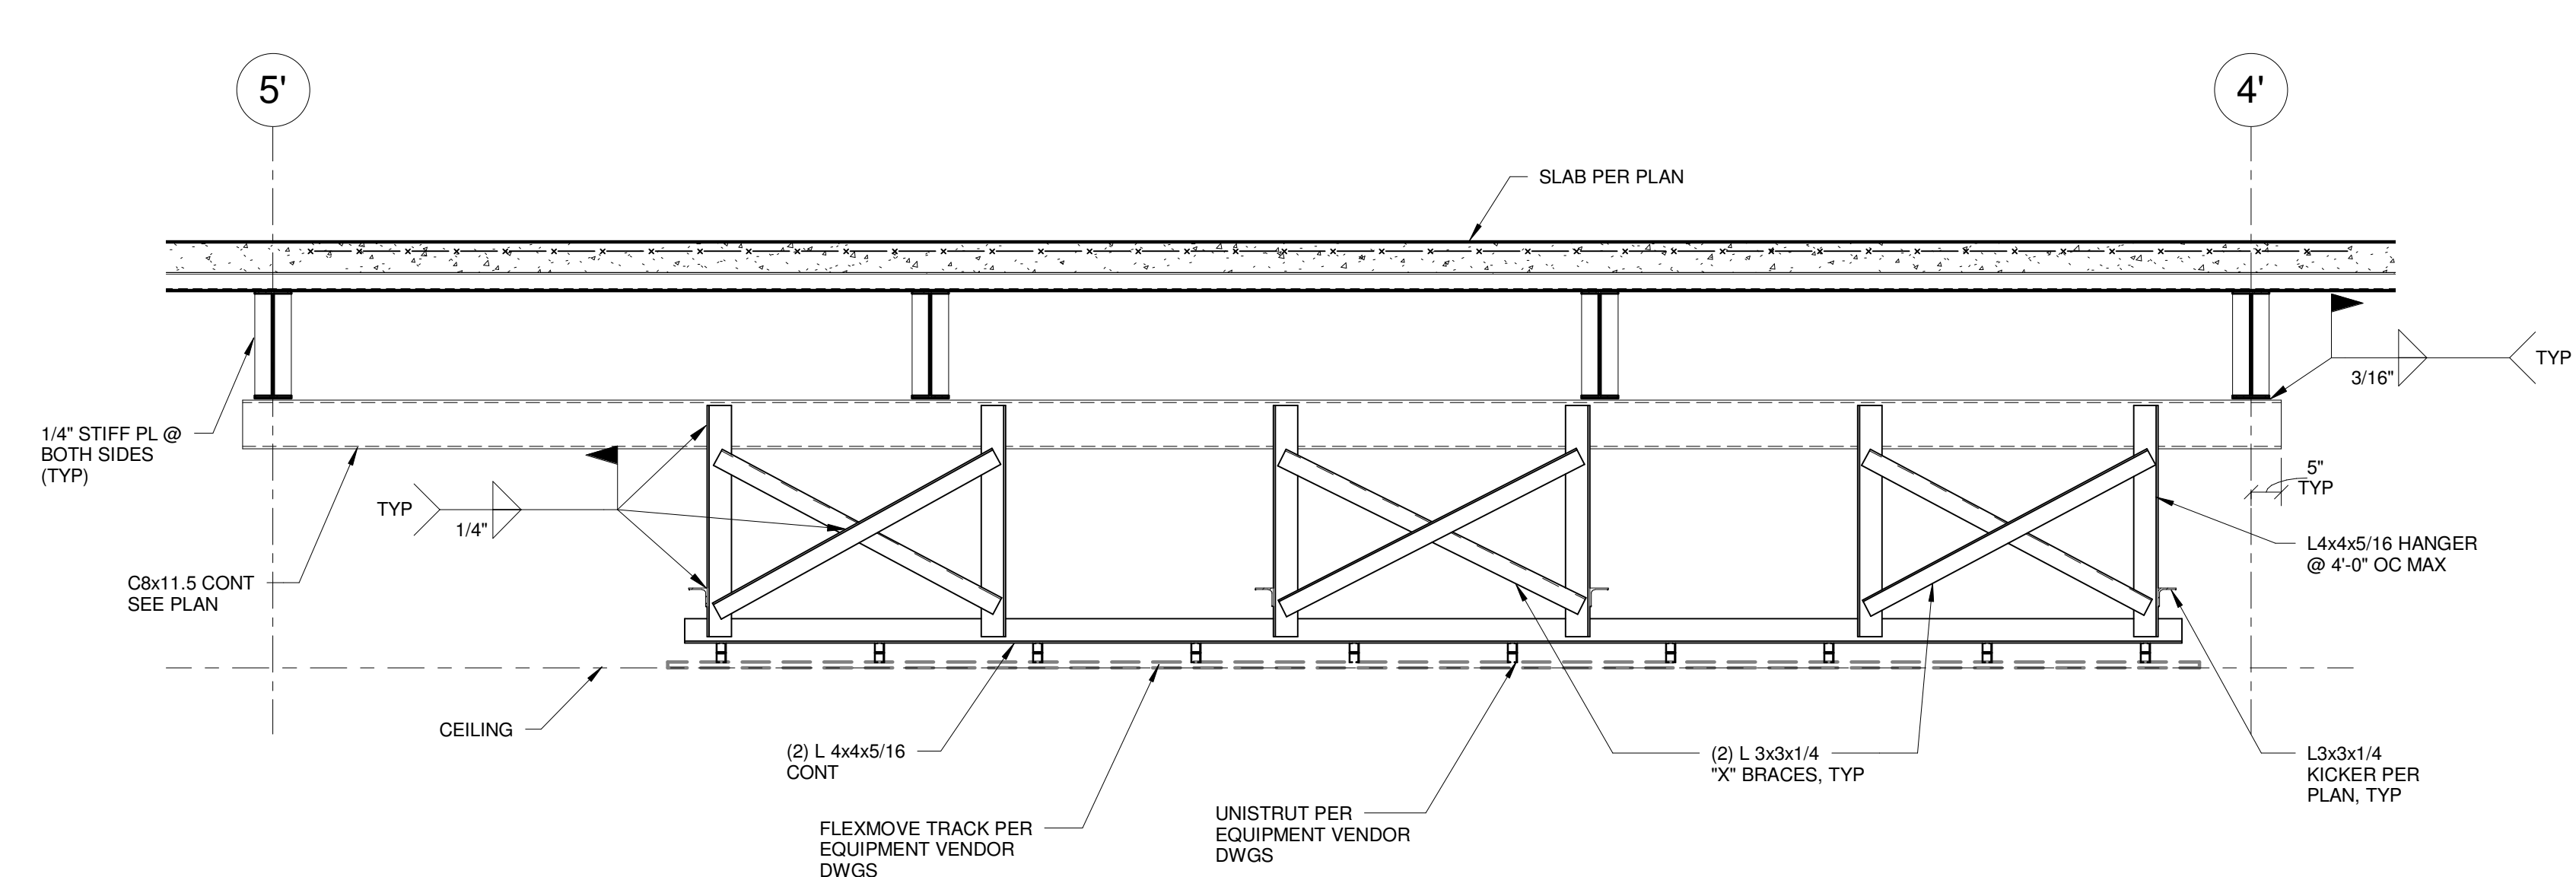 5'
4'
SLAB PER PLAN
TYP
3/16"
1/4" STIFF PL @
BOTH SIDES
(TYP)
5"
TYP
TYP
1/4"
L4x4x5/16 HANGER
@ 4'-0" OC MAX
C8x11.5 CONT
SEE PLAN
CEILING
(2) L 4x4x5/16
CONT
(2) L 3x3x1/4
"X" BRACES, TYP
L3x3x1/4
KICKER PER
PLAN, TYP
FLEXMOVE TRACK PER
EQUIPMENT VENDOR
DWGS
UNISTRUT PER
EQUIPMENT VENDOR
DWGS